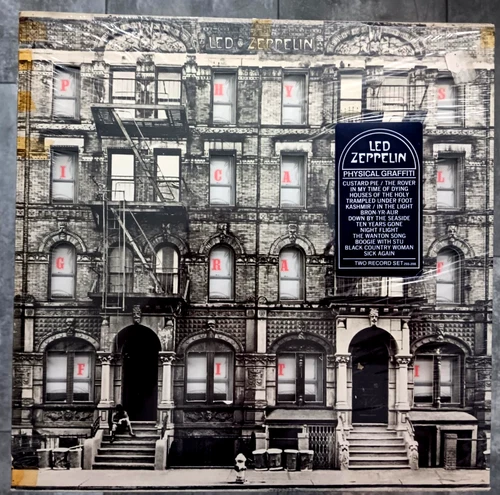 LED ZEPPELIN
P H Y S
I C A L
G R A F
F I T I
LED
ZEPPELIN
PHYSICAL GRAFFITI
CUSTARD PIE / THE ROVER
IN MY TIME OF DYING
HOUSES OF THE HOLY
TRAMPLED UNDER FOOT
KASHMIR / IN THE LIGHT
BRON-YR-AUR
DOWN BY THE SEASIDE
TEN YEARS GONE
NIGHT FLIGHT
THE WANTON SONG
BOOGIE WITH STU
BLACK COUNTRY WOMAN
SICK AGAIN
TWO RECORD SET